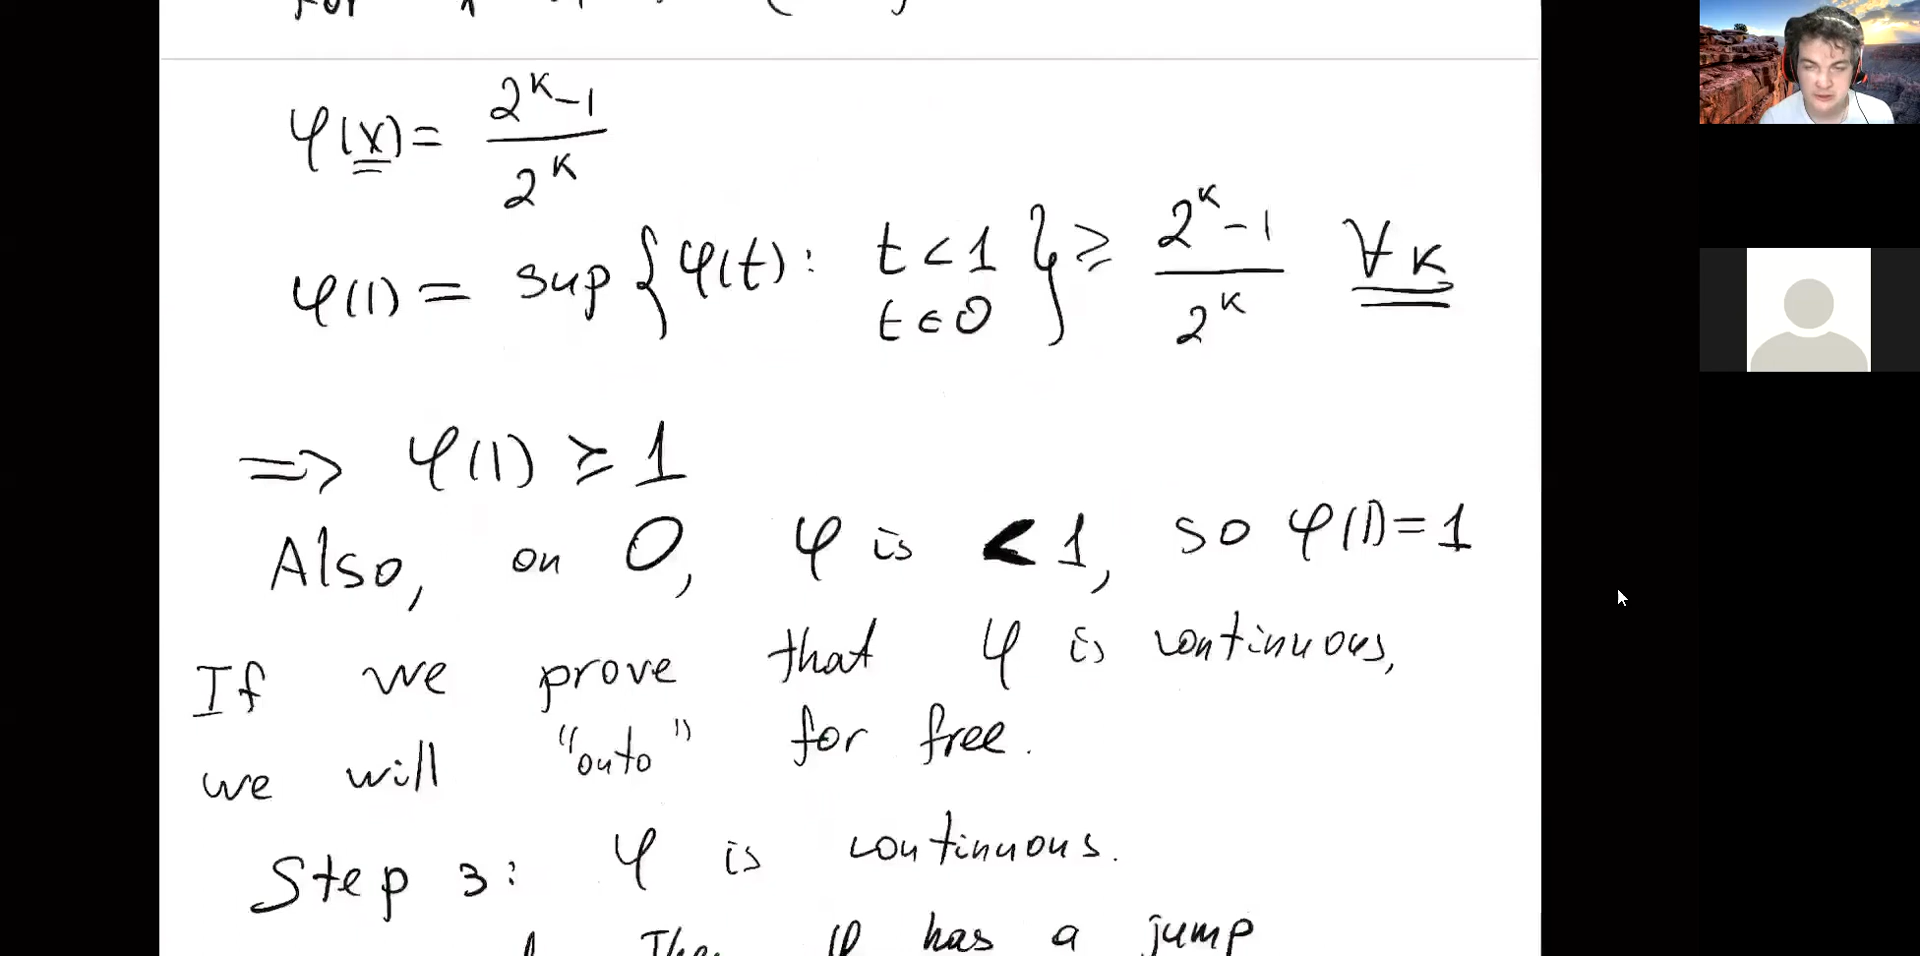 For
φ(x) = (2^K - 1) / 2^K
φ(1) = sup { φ(t) : t < 1, t ∈ O } ≥ (2^K - 1) / 2^K ∀ K
=> φ(1) ≥ 1
Also, on O, φ is < 1, so φ(1) = 1
If we prove that φ is continuous,
we will "onto" for free.
Step 3: φ is continuous.
φ has a jump